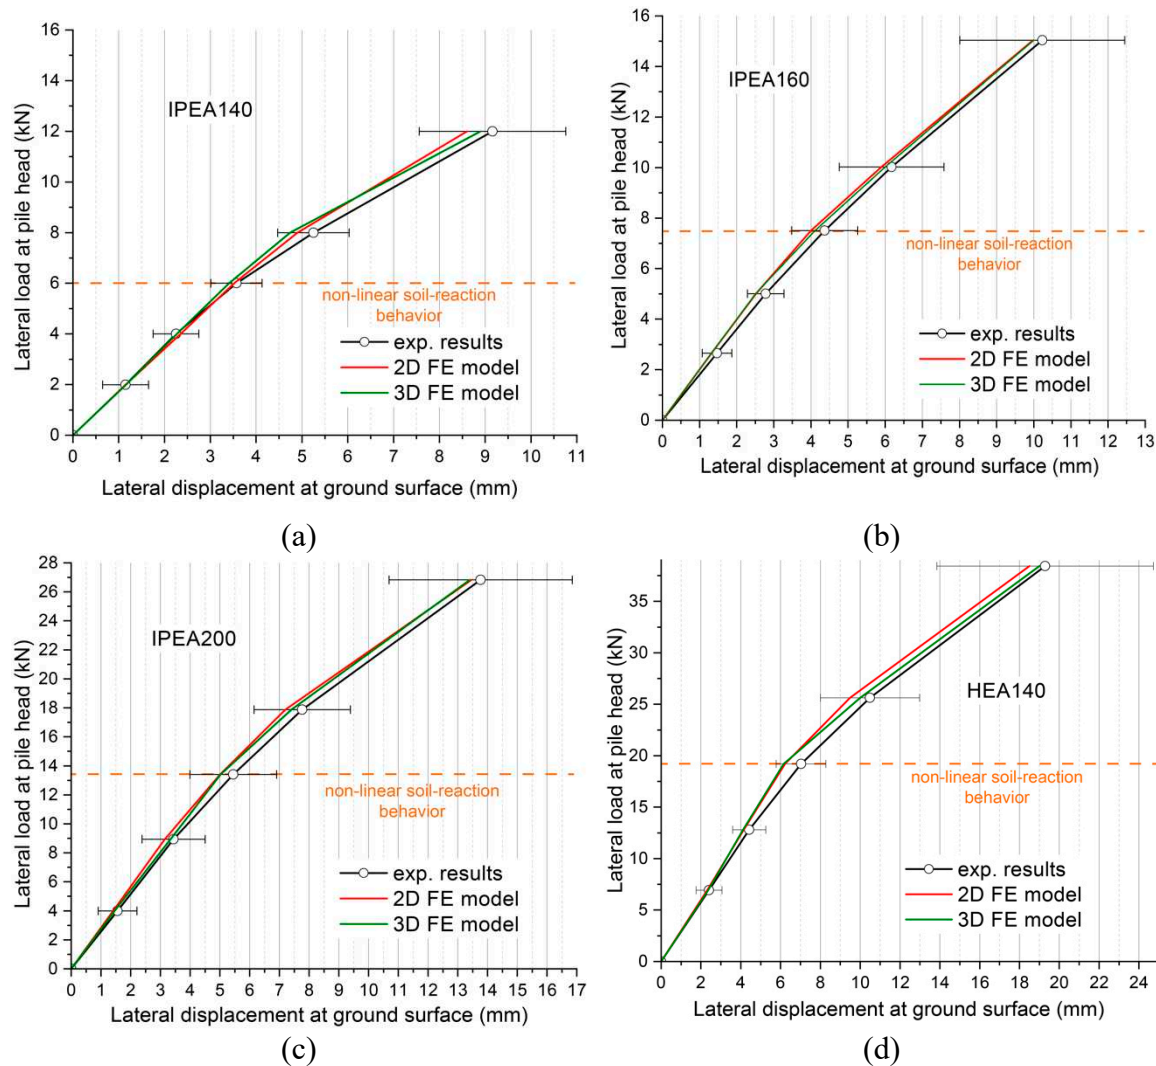 16
14
12
10
8
6
4
2
0
Lateral load at pile head (kN)
IPEA140
non-linear soil-reaction
behavior
exp. results
2D FE model
3D FE model
0 1 2 3 4 5 6 7 8 9 10 11
Lateral displacement at ground surface (mm)
(a)
16
14
12
10
8
6
4
2
0
Lateral load at pile head (kN)
IPEA160
non-linear soil-reaction
behavior
exp. results
2D FE model
3D FE model
0 1 2 3 4 5 6 7 8 9 10 11 12 13
Lateral displacement at ground surface (mm)
(b)
28
26
24
22
20
18
16
14
12
10
8
6
4
2
0
Lateral load at pile head (kN)
IPEA200
non-linear soil-reaction
behavior
exp. results
2D FE model
3D FE model
0 1 2 3 4 5 6 7 8 9 10 11 12 13 14 15 16 17
Lateral displacement at ground surface (mm)
(c)
35
30
25
20
15
10
5
0
Lateral load at pile head (kN)
HEA140
non-linear soil-reaction
behavior
exp. results
2D FE model
3D FE model
0 2 4 6 8 10 12 14 16 18 20 22 24
Lateral displacement at ground surface (mm)
(d)